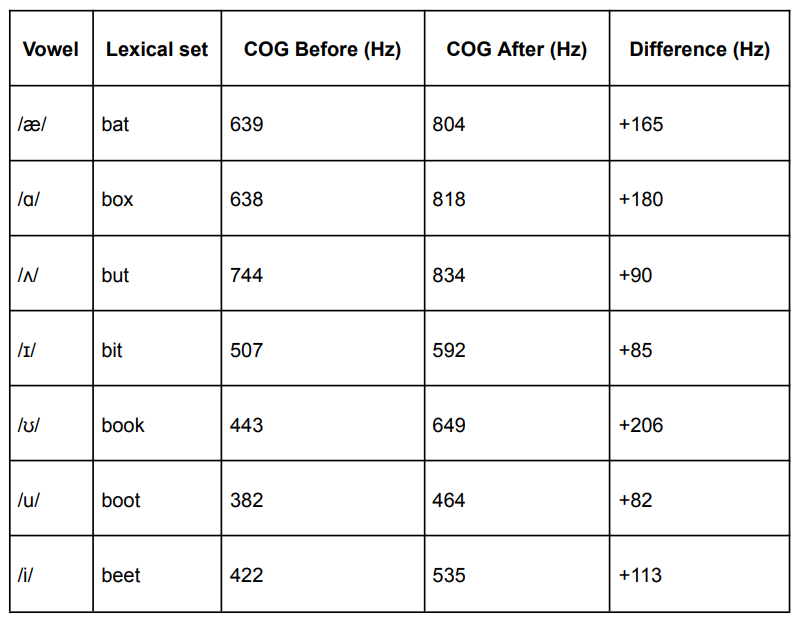 Vowel Lexical set COG Before (Hz) COG After (Hz) Difference (Hz)
/æ/ bat 639 804 +165
/ɑ/ box 638 818 +180
/ʌ/ but 744 834 +90
/ɪ/ bit 507 592 +85
/ʊ/ book 443 649 +206
/u/ boot 382 464 +82
/i/ beet 422 535 +113